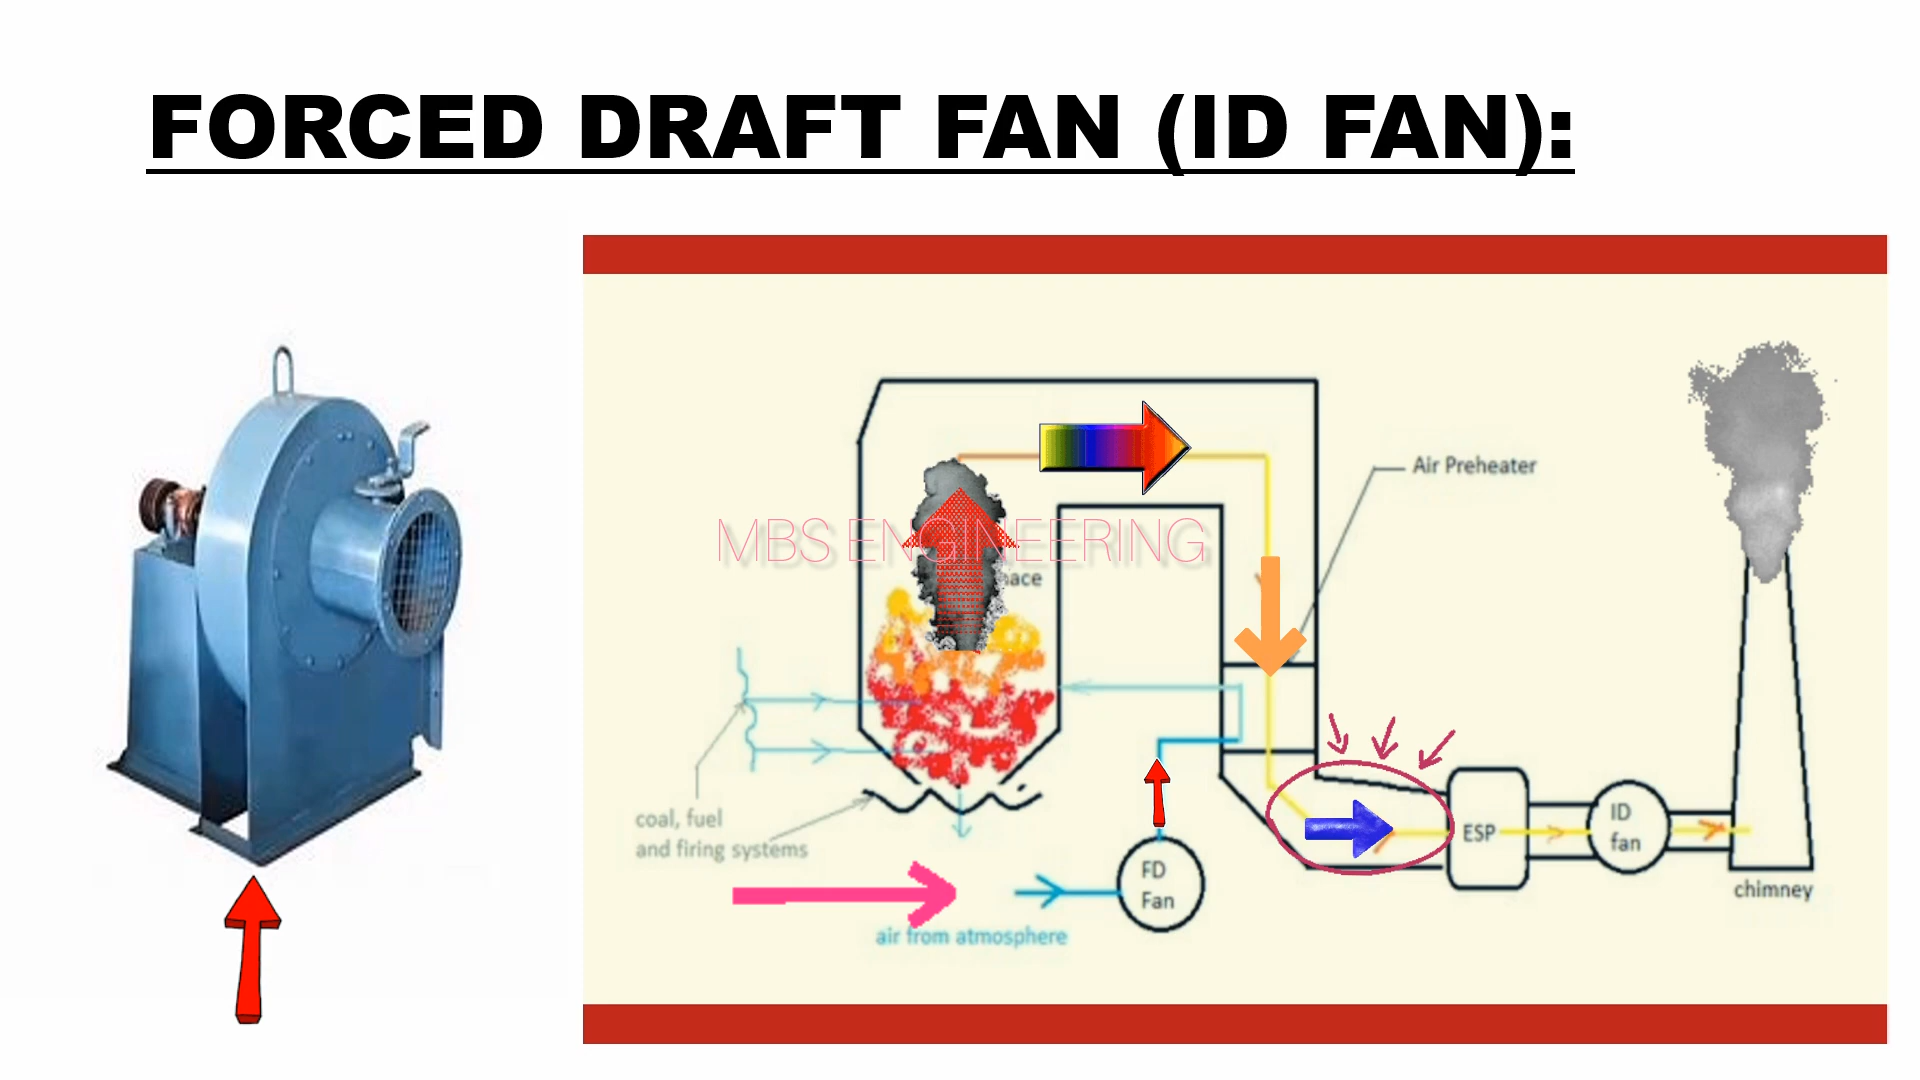 FORCED DRAFT FAN (ID FAN):
Air Preheater
MBS ENGINEERING
coal, fuel
and firing systems
FD
Fan
air from atmosphere
ESP
ID
fan
chimney